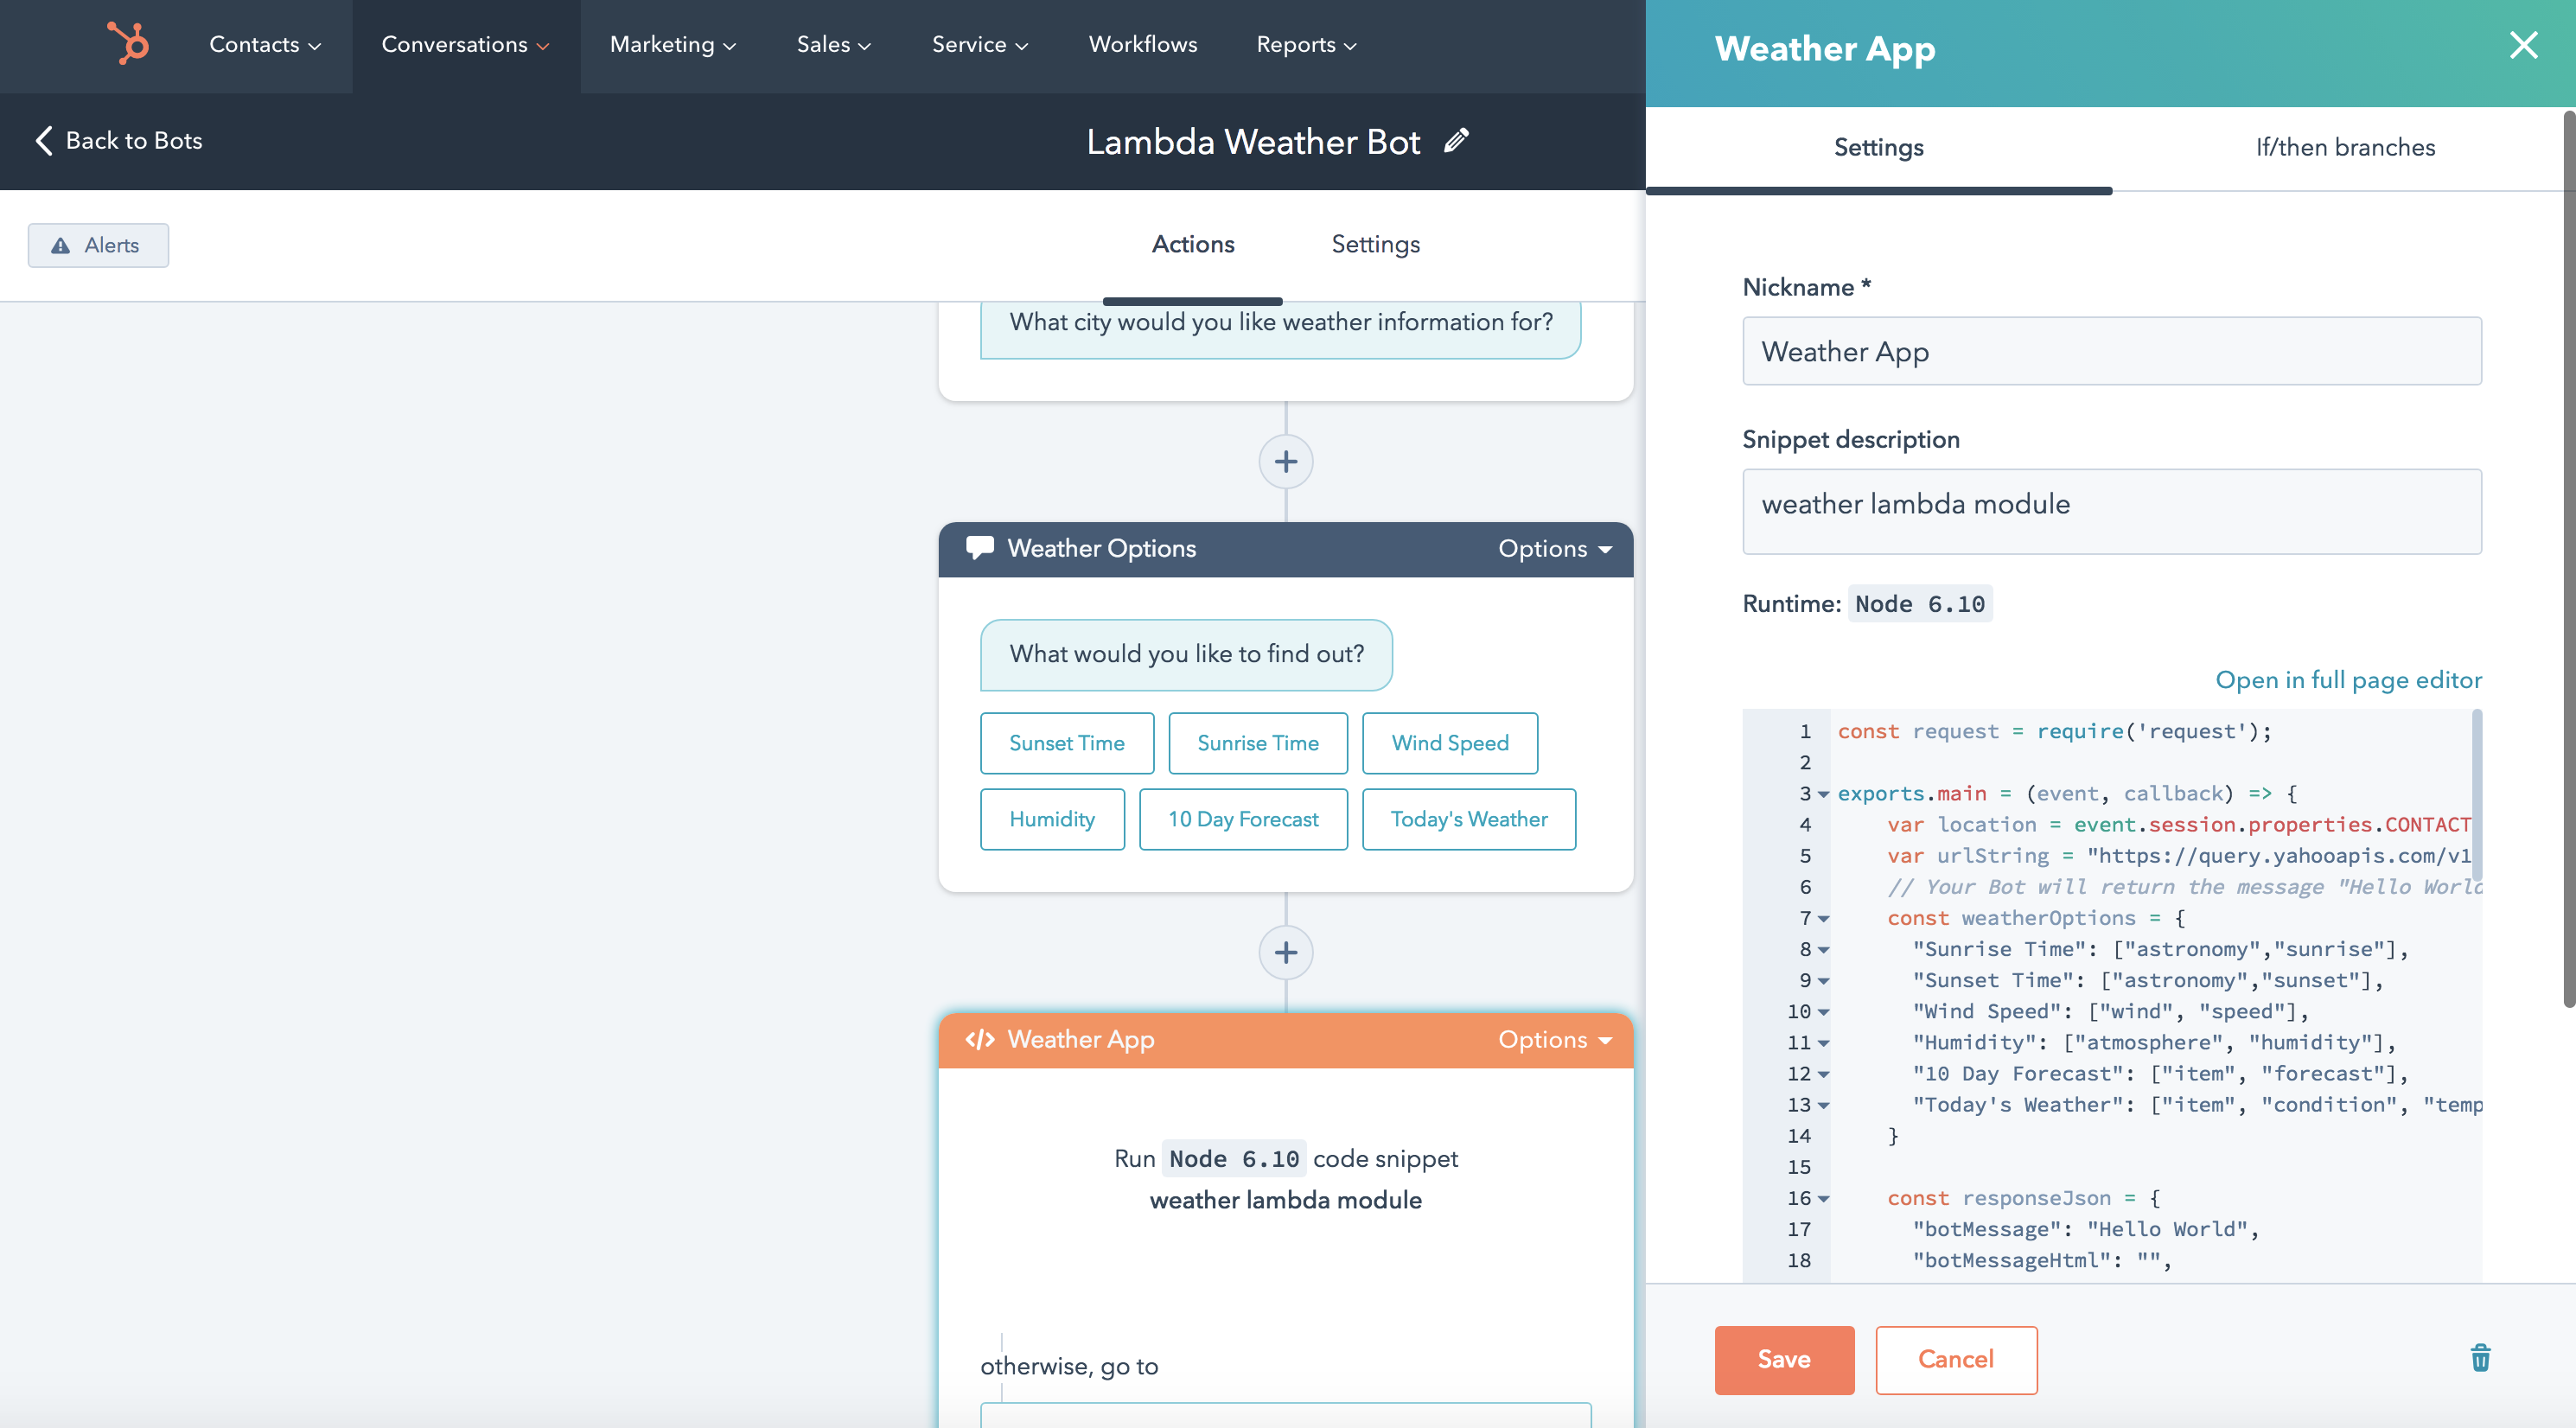 Contacts
Conversations
Marketing
Sales
Service
Workflows
Reports
Back to Bots
Lambda Weather Bot
Alerts
Actions
Settings
What city would you like weather information for?
Weather Options
Options
What would you like to find out?
Sunset Time
Sunrise Time
Wind Speed
Humidity
10 Day Forecast
Today's Weather
</> Weather App
Options
Run Node 6.10 code snippet
weather lambda module
otherwise, go to
Weather App
Settings
If/then branches
Nickname *
Weather App
Snippet description
weather lambda module
Runtime: Node 6.10
Open in full page editor
1 const request = require('request');
2
3 exports.main = (event, callback) => {
4 var location = event.session.properties.CONTACT
5 var urlString = "https://query.yahooapis.com/v1
6 // Your Bot will return the message "Hello World
7 const weatherOptions = {
8 "Sunrise Time": ["astronomy","sunrise"],
9 "Sunset Time": ["astronomy","sunset"],
10 "Wind Speed": ["wind", "speed"],
11 "Humidity": ["atmosphere", "humidity"],
12 "10 Day Forecast": ["item", "forecast"],
13 "Today's Weather": ["item", "condition", "temp
14 }
15
16 const responseJson = {
17 "botMessage": "Hello World",
18 "botMessageHtml": "",
Save
Cancel